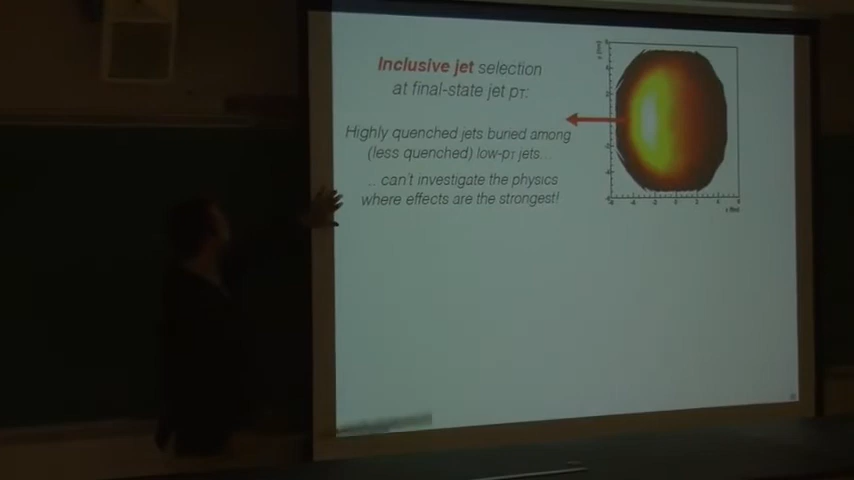 Inclusive jet selection
at final-state jet pT:
Highly quenched jets buried among
(less quenched) low-pT jets...
.. can't investigate the physics
where effects are the strongest!